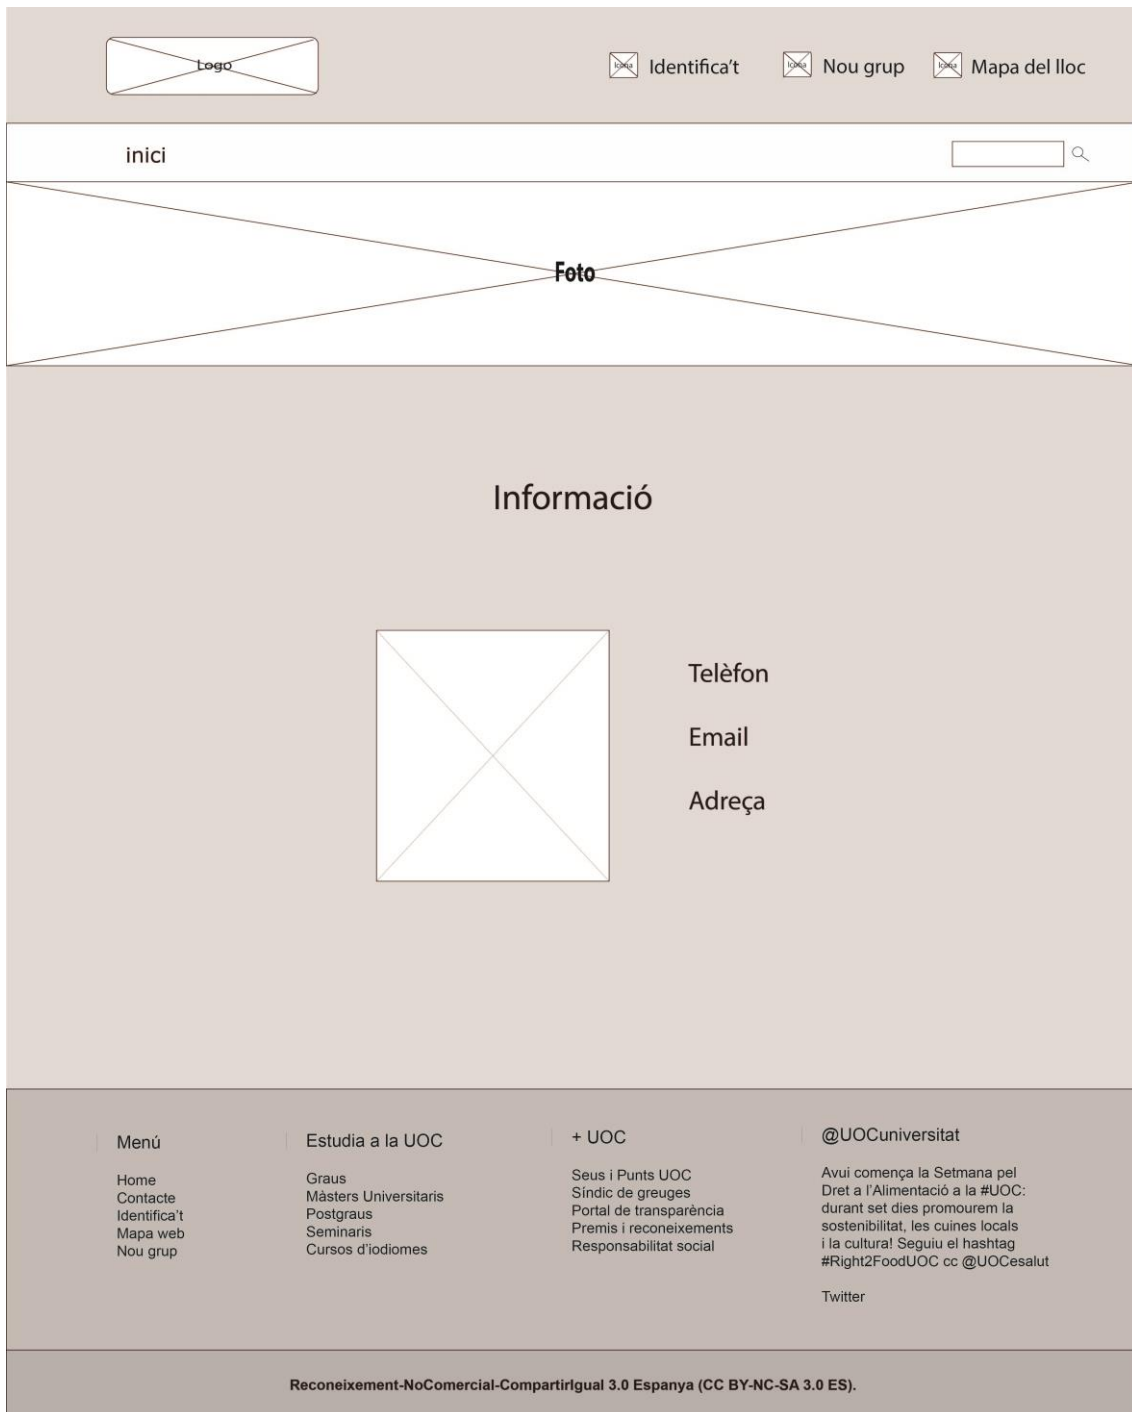 Logo
Icona Identifica't
Icona Nou grup
Icona Mapa del lloc
inici
Foto
Informació
Telèfon
Email
Adreça
Menú
Home
Contacte
Identifica't
Mapa web
Nou grup
Estudia a la UOC
Graus
Màsters Universitaris
Postgraus
Seminaris
Cursos d'iodiomes
+ UOC
Seus i Punts UOC
Síndic de greuges
Portal de transparència
Premis i reconeixements
Responsabilitat social
@UOCuniversitat
Avui comença la Setmana pel
Dret a l'Alimentació a la #UOC:
durant set dies promourem la
sostenibilitat, les cuines locals
i la cultura! Seguiu el hashtag
#Right2FoodUOC cc @UOCesalut
Twitter
Reconeixement-NoComercial-CompartirIgual 3.0 Espanya (CC BY-NC-SA 3.0 ES).